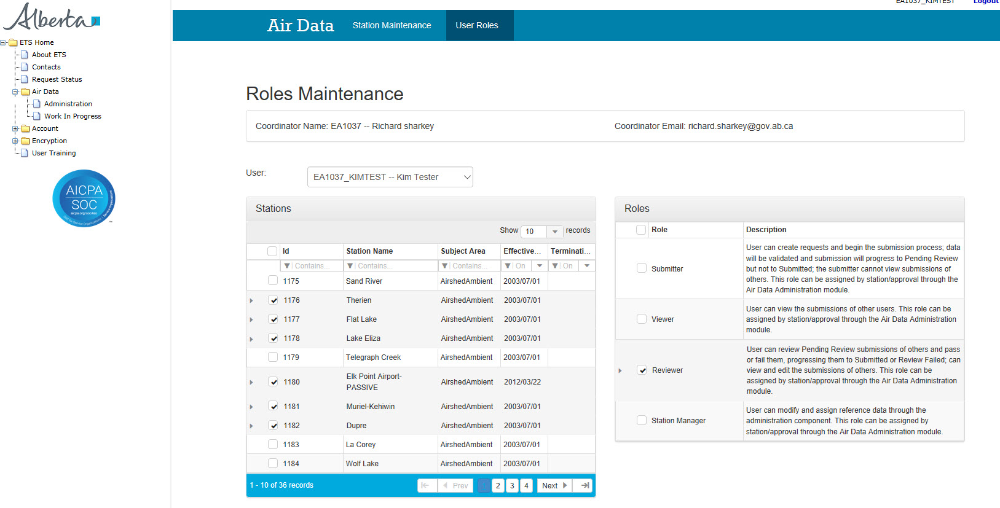 EA1037_KIMTEST Logout
Alberta
Air Data Station Maintenance User Roles
ETS Home
About ETS
Contacts
Request Status
Air Data
Administration
Work In Progress
Account
Encryption
User Training
AICPA
SOC
aicpa.org/soc4so
SOC for Service Organizations | Service Organizations
TM
Roles Maintenance
Coordinator Name: EA1037 -- Richard sharkey Coordinator Email: richard.sharkey@gov.ab.ca
User: EA1037_KIMTEST -- Kim Tester
Stations
Show 10 records
Id Station Name Subject Area Effective... Terminati...
Contains... Contains... Contains... On On
1175 Sand River AirshedAmbient 2003/07/01
1176 Therien AirshedAmbient 2003/07/01
1177 Flat Lake AirshedAmbient 2003/07/01
1178 Lake Eliza AirshedAmbient 2003/07/01
1179 Telegraph Creek AirshedAmbient 2003/07/01
1180 Elk Point Airport-
PASSIVE AirshedAmbient 2012/03/22
1181 Muriel-Kehiwin AirshedAmbient 2003/07/01
1182 Dupre AirshedAmbient 2003/07/01
1183 La Corey AirshedAmbient 2003/07/01
1184 Wolf Lake AirshedAmbient 2003/07/01
1 - 10 of 36 records Prev 1 2 3 4 Next
Roles
Role Description
Submitter
User can create requests and begin the submission process; data
will be validated and submission will progress to Pending Review
but not to Submitted; the submitter cannot view submissions of
others. This role can be assigned by station/approval through the
Air Data Administration module.
Viewer
User can view the submissions of other users. This role can be
assigned by station/approval through the Air Data Administration
module.
Reviewer
User can review Pending Review submissions of others and pass
or fail them, progressing them to Submitted or Review Failed; can
view and edit the submissions of others. This role can be
assigned by station/approval through the Air Data Administration
module.
Station Manager
User can modify and assign reference data through the
administration component. This role can be assigned by
station/approval through the Air Data Administration module.